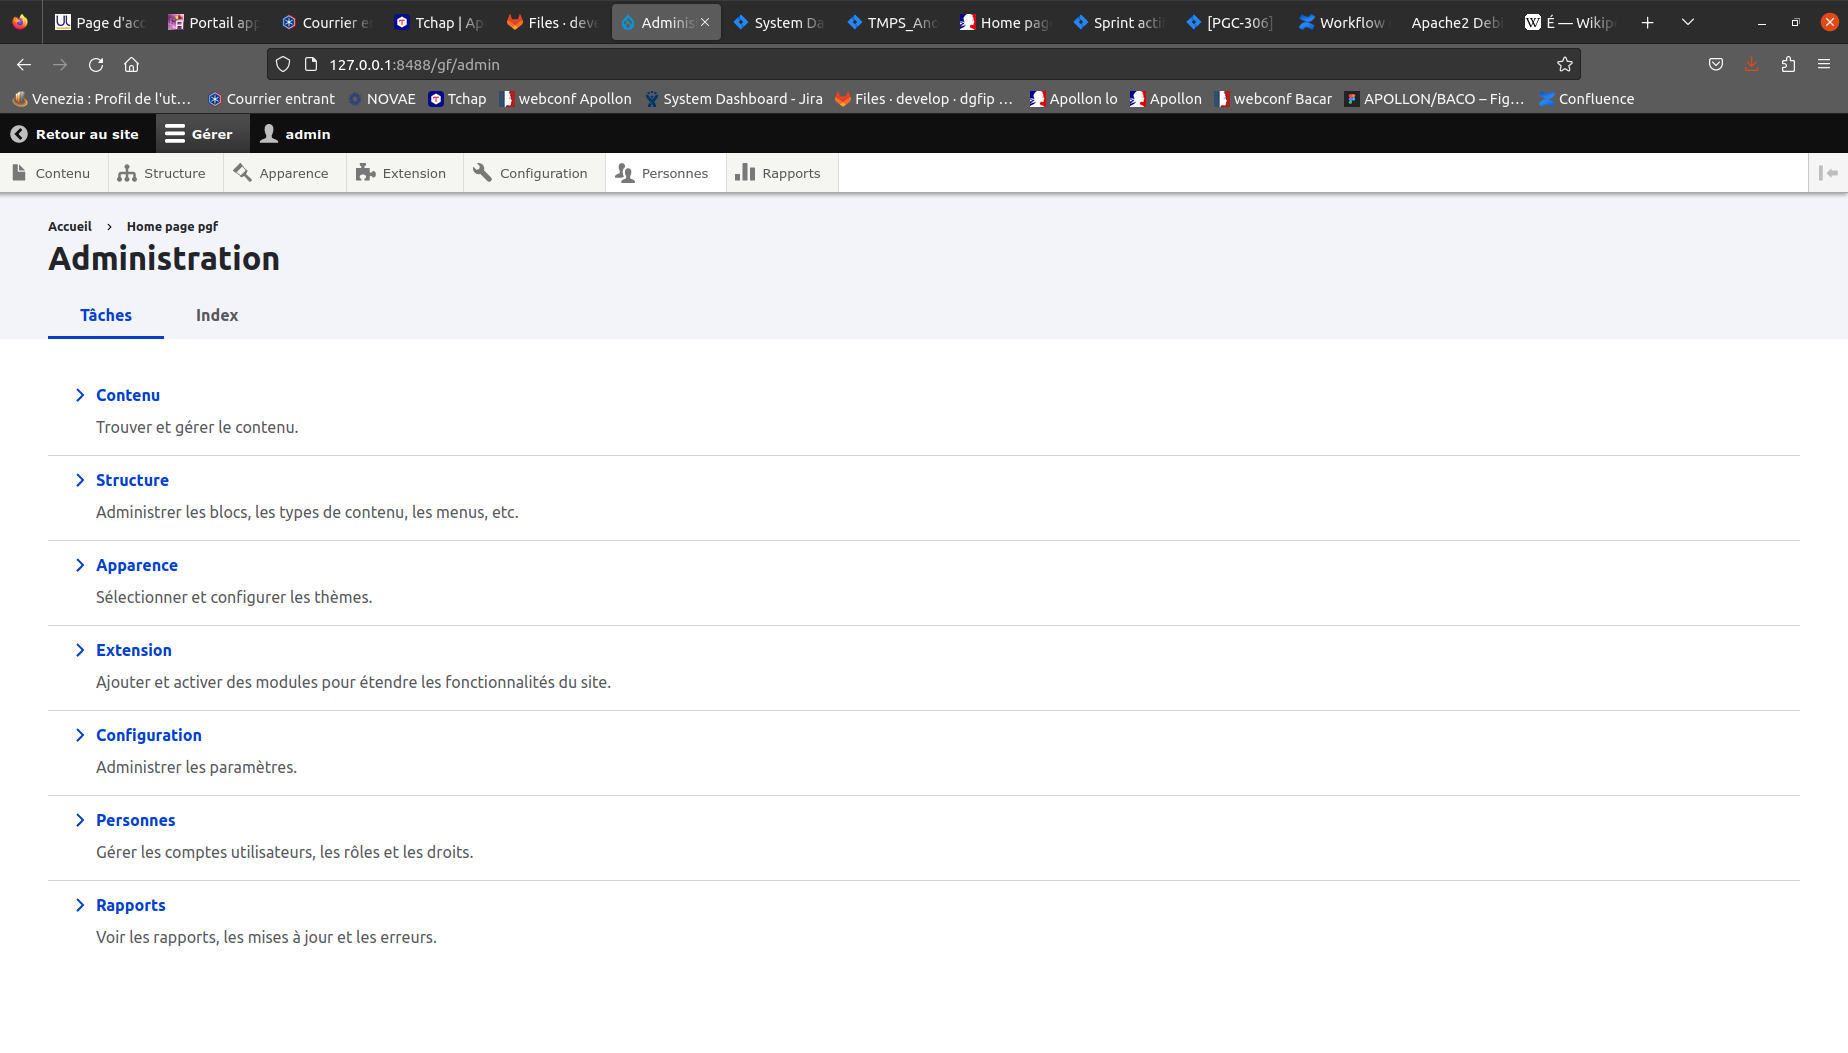 Page d'acc Portail app Courrier e Tchap | Ap Files · deve Adminis System Da TMPS_Ano Home pag Sprint acti [PGC-306] Workflow Apache2 Debi É — Wikip
127.0.0.1:8488/gf/admin
Venezia : Profil de l'ut… Courrier entrant NOVAE Tchap webconf Apollon System Dashboard - Jira Files · develop · dgfip … Apollon lo Apollon webconf Bacar APOLLON/BACO – Fig… Confluence
Retour au site Gérer admin
Contenu Structure Apparence Extension Configuration Personnes Rapports
Accueil > Home page pgf
Administration
Tâches Index
Contenu
Trouver et gérer le contenu.
Structure
Administrer les blocs, les types de contenu, les menus, etc.
Apparence
Sélectionner et configurer les thèmes.
Extension
Ajouter et activer des modules pour étendre les fonctionnalités du site.
Configuration
Administrer les paramètres.
Personnes
Gérer les comptes utilisateurs, les rôles et les droits.
Rapports
Voir les rapports, les mises à jour et les erreurs.